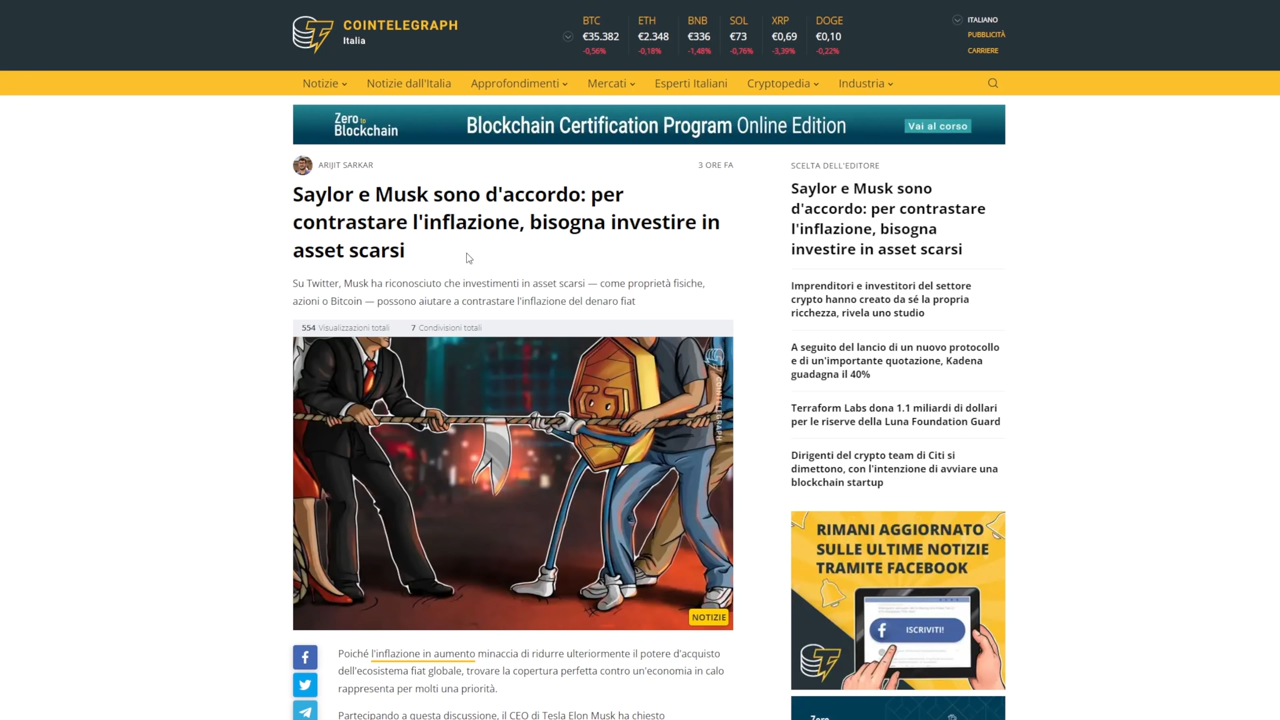 COINTELEGRAPH
Italia
BTC ETH BNB SOL XRP DOGE
€35.382 €2.348 €336 €73 €0,69 €0,10
-0,56% -0,18% -1,48% -0,76% -3,39% -0,22%
ITALIANO
PUBBLICITÀ
CARRIERE
Notizie Notizie dall'Italia Approfondimenti Mercati Esperti Italiani Cryptopedia Industria
Zero to
Blockchain
Blockchain Certification Program Online Edition
Vai al corso
ARIJIT SARKAR
3 ORE FA
Saylor e Musk sono d'accordo: per
contrastare l'inflazione, bisogna investire in
asset scarsi
Su Twitter, Musk ha riconosciuto che investimenti in asset scarsi — come proprietà fisiche,
azioni o Bitcoin — possono aiutare a contrastare l'inflazione del denaro fiat
554 Visualizzazioni totali 7 Condivisioni totali
COINTELEGRAPH
NOTIZIE
Poiché l'inflazione in aumento minaccia di ridurre ulteriormente il potere d'acquisto
dell'ecosistema fiat globale, trovare la copertura perfetta contro un'economia in calo
rappresenta per molti una priorità.
Partecipando a questa discussione, il CEO di Tesla Elon Musk ha chiesto
SCELTA DELL'EDITORE
Saylor e Musk sono
d'accordo: per contrastare
l'inflazione, bisogna
investire in asset scarsi
Imprenditori e investitori del settore
crypto hanno creato da sé la propria
ricchezza, rivela uno studio
A seguito del lancio di un nuovo protocollo
e di un'importante quotazione, Kadena
guadagna il 40%
Terraform Labs dona 1.1 miliardi di dollari
per le riserve della Luna Foundation Guard
Dirigenti del crypto team di Citi si
dimettono, con l'intenzione di avviare una
blockchain startup
RIMANI AGGIORNATO
SULLE ULTIME NOTIZIE
TRAMITE FACEBOOK
ISCRIVITI!
Zero